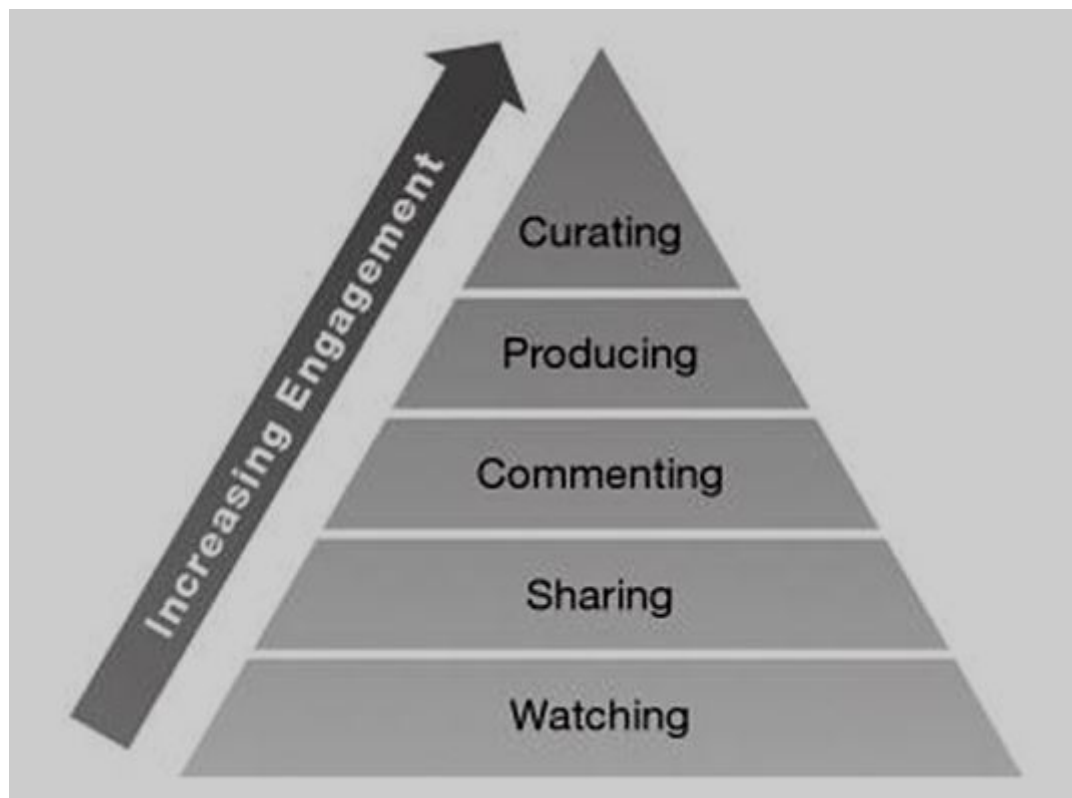 Increasing Engagement
Curating
Producing
Commenting
Sharing
Watching